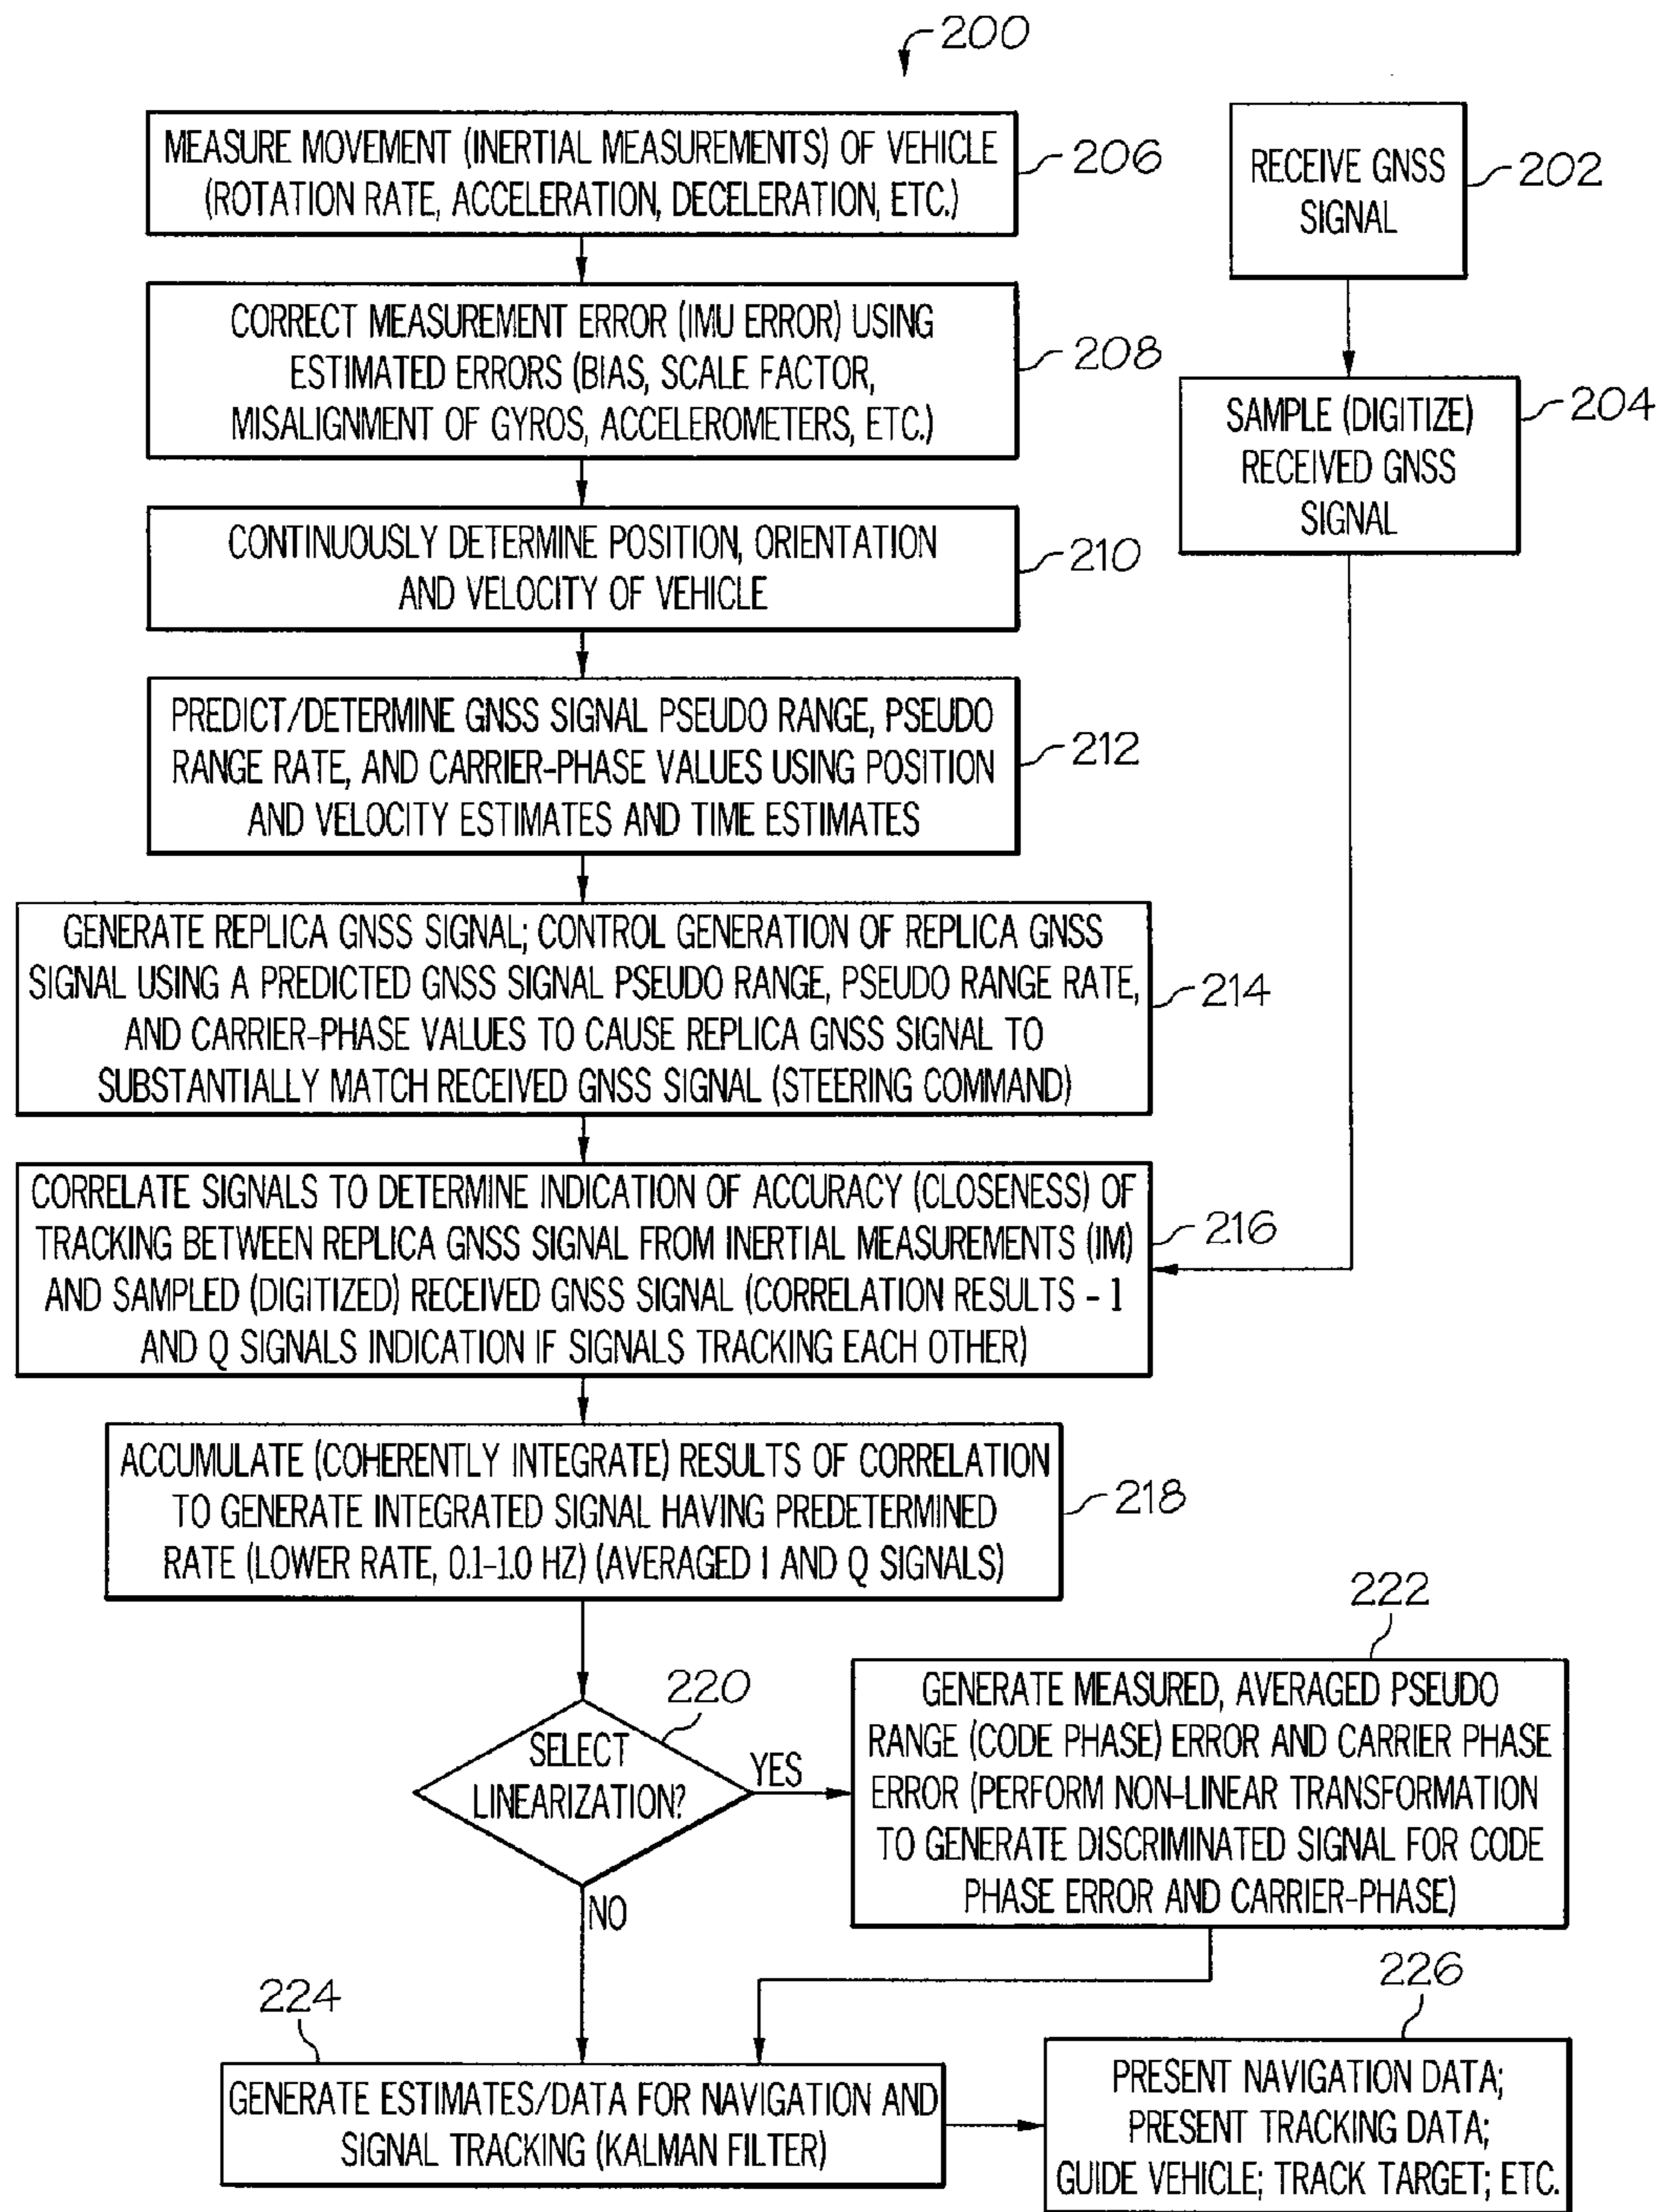 200
MEASURE MOVEMENT (INERTIAL MEASUREMENTS) OF VEHICLE
(ROTATION RATE, ACCELERATION, DECELERATION, ETC.)
206
RECEIVE GNSS
SIGNAL
202
CORRECT MEASUREMENT ERROR (IMU ERROR) USING
ESTIMATED ERRORS (BIAS, SCALE FACTOR,
MISALIGNMENT OF GYROS, ACCELEROMETERS, ETC.)
208
SAMPLE (DIGITIZE)
RECEIVED GNSS
SIGNAL
204
CONTINUOUSLY DETERMINE POSITION, ORIENTATION
AND VELOCITY OF VEHICLE
210
PREDICT/DETERMINE GNSS SIGNAL PSEUDO RANGE, PSEUDO
RANGE RATE, AND CARRIER-PHASE VALUES USING POSITION
AND VELOCITY ESTIMATES AND TIME ESTIMATES
212
GENERATE REPLICA GNSS SIGNAL; CONTROL GENERATION OF REPLICA GNSS
SIGNAL USING A PREDICTED GNSS SIGNAL PSEUDO RANGE, PSEUDO RANGE RATE,
AND CARRIER-PHASE VALUES TO CAUSE REPLICA GNSS SIGNAL TO
SUBSTANTIALLY MATCH RECEIVED GNSS SIGNAL (STEERING COMMAND)
214
CORRELATE SIGNALS TO DETERMINE INDICATION OF ACCURACY (CLOSENESS) OF
TRACKING BETWEEN REPLICA GNSS SIGNAL FROM INERTIAL MEASUREMENTS (IM)
AND SAMPLED (DIGITIZED) RECEIVED GNSS SIGNAL (CORRELATION RESULTS - 1
AND Q SIGNALS INDICATION IF SIGNALS TRACKING EACH OTHER)
216
ACCUMULATE (COHERENTLY INTEGRATE) RESULTS OF CORRELATION
TO GENERATE INTEGRATED SIGNAL HAVING PREDETERMINED
RATE (LOWER RATE, 0.1-1.0 HZ) (AVERAGED I AND Q SIGNALS)
218
SELECT
LINEARIZATION?
220
YES
NO
222
GENERATE MEASURED, AVERAGED PSEUDO
RANGE (CODE PHASE) ERROR AND CARRIER PHASE
ERROR (PERFORM NON-LINEAR TRANSFORMATION
TO GENERATE DISCRIMINATED SIGNAL FOR CODE
PHASE ERROR AND CARRIER-PHASE)
224
GENERATE ESTIMATES/DATA FOR NAVIGATION AND
SIGNAL TRACKING (KALMAN FILTER)
226
PRESENT NAVIGATION DATA;
PRESENT TRACKING DATA;
GUIDE VEHICLE; TRACK TARGET; ETC.